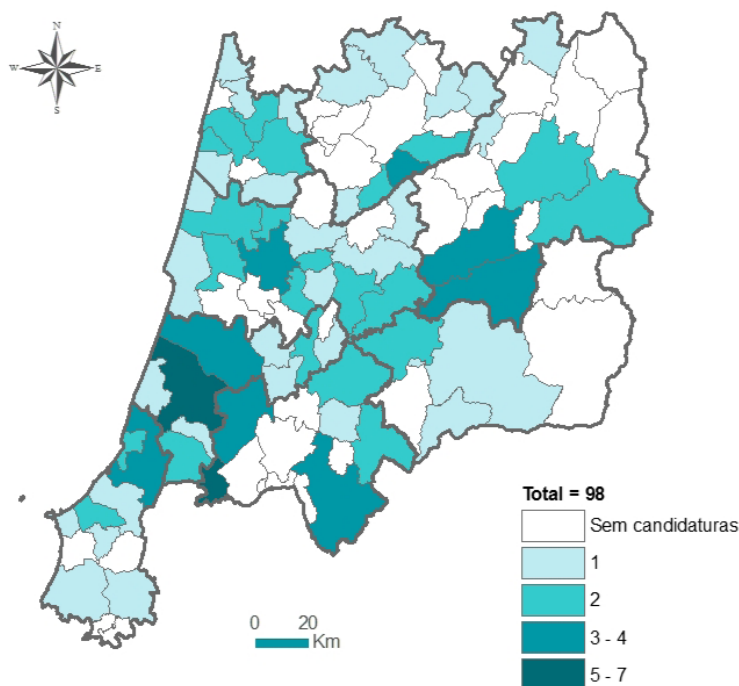 N
W E
S
Total = 98
Sem candidaturas
1
2
3 - 4
5 - 7
0 20
Km